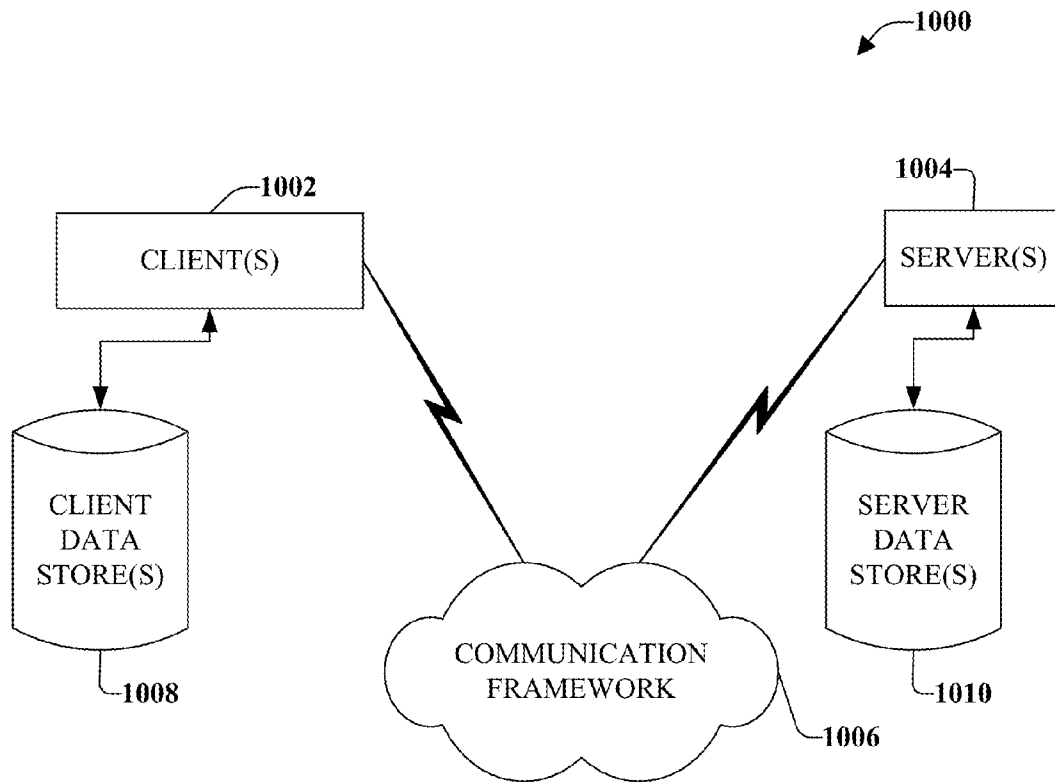 1000
1002
1004
CLIENT(S)
SERVER(S)
CLIENT
DATA
STORE(S)
SERVER
DATA
STORE(S)
COMMUNICATION
FRAMEWORK
1008
1010
1006